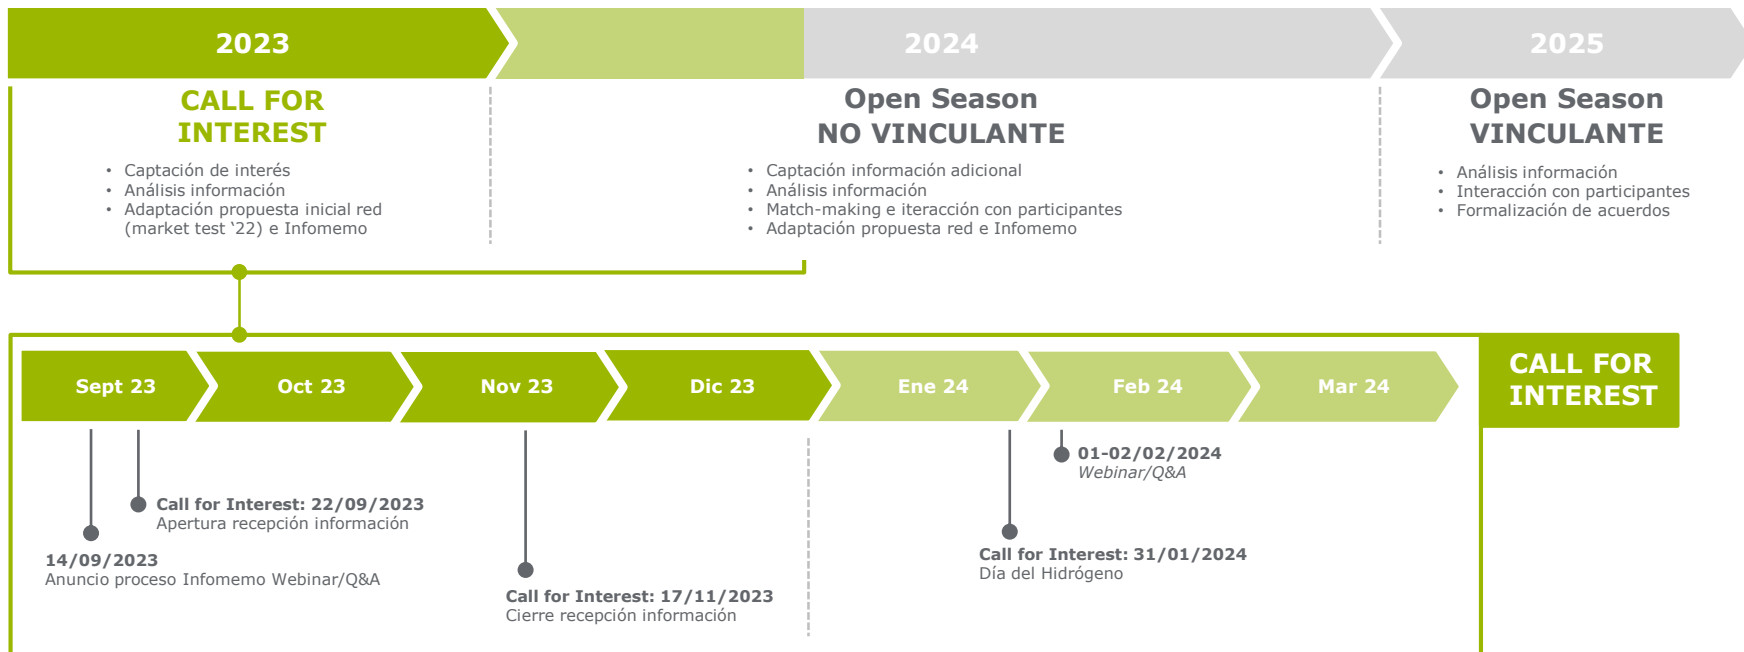 2023
2024
2025
CALL FOR
INTEREST
• Captación de interés
• Análisis información
• Adaptación propuesta inicial red
(market test ‘22) e Infomemo
Open Season
NO VINCULANTE
• Captación información adicional
• Análisis información
• Match-making e iteracción con participantes
• Adaptación propuesta red e Infomemo
Open Season
VINCULANTE
• Análisis información
• Interacción con participantes
• Formalización de acuerdos
CALL FOR
INTEREST
Sept 23
Oct 23
Nov 23
Dic 23
Ene 24
Feb 24
Mar 24
14/09/2023
Anuncio proceso Infomemo Webinar/Q&A
Call for Interest: 22/09/2023
Apertura recepción información
Call for Interest: 17/11/2023
Cierre recepción información
Call for Interest: 31/01/2024
Día del Hidrógeno
01-02/02/2024
Webinar/Q&A